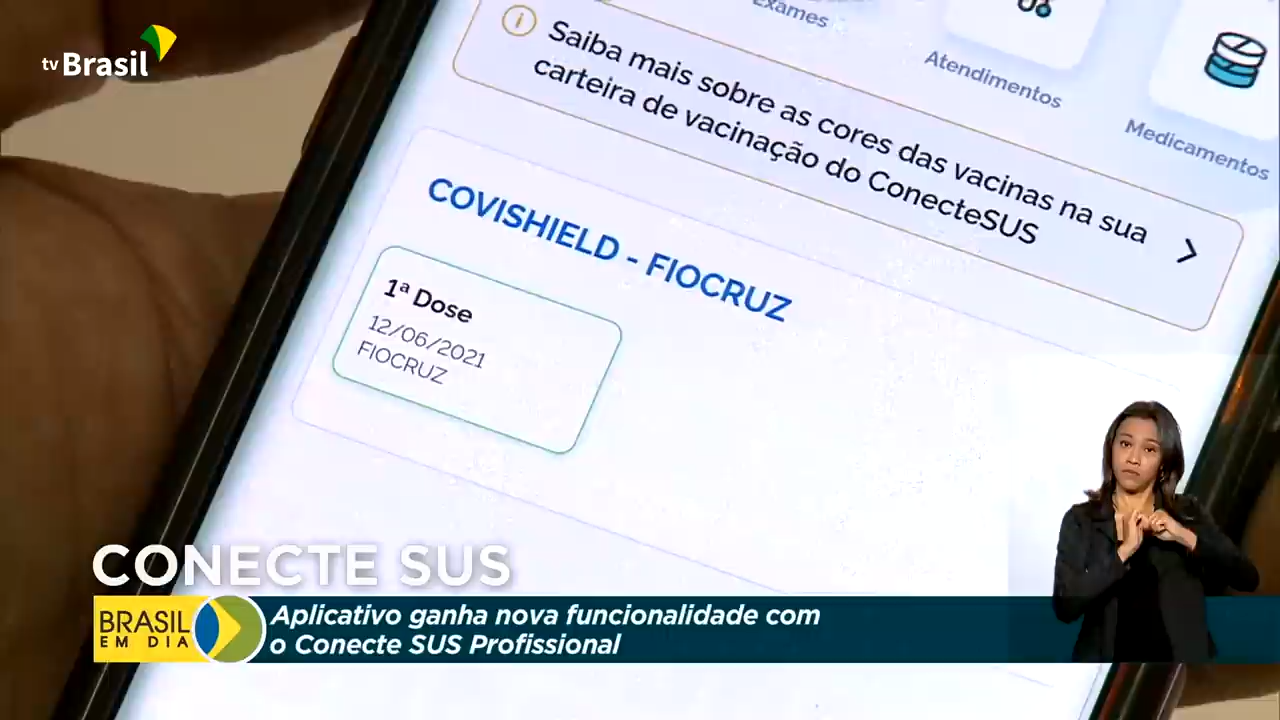 tv Brasil
Exames
Atendimentos
Medicamentos
Saiba mais sobre as cores das vacinas na sua
carteira de vacinação do ConecteSUS
COVISHIELD - FIOCRUZ
1ª Dose
12/06/2021
FIOCRUZ
CONECTE SUS
BRASIL
EM DIA
Aplicativo ganha nova funcionalidade com
o Conecte SUS Profissional